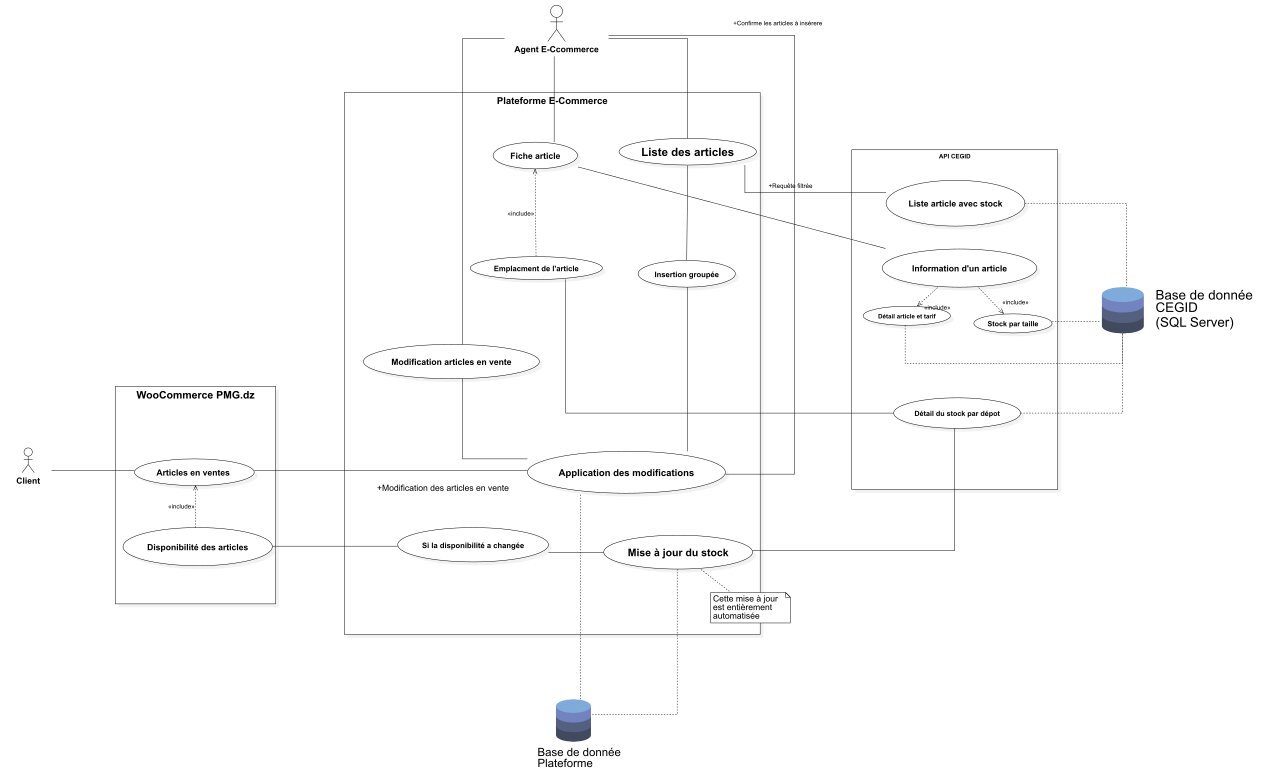 +Confirme les articles à insérere
Agent E-Ccommerce
Plateforme E-Commerce
Fiche article
Liste des articles
API CEGID
+Requête filtrée
Liste article avec stock
«include»
Emplacment de l'article
Insertion groupée
Information d'un article
«include»
«include»
Détail article et tarif
Stock par taille
Base de donnée
CEGID
(SQL Server)
Modification articles en vente
WooCommerce PMG.dz
Détail du stock par dépot
Client
Articles en ventes
Application des modifications
+Modification des articles en vente
«include»
Disponibilité des articles
Si la disponibilité a changée
Mise à jour du stock
Cette mise à jour
est entièrement
automatisée
Base de donnée
Plateforme